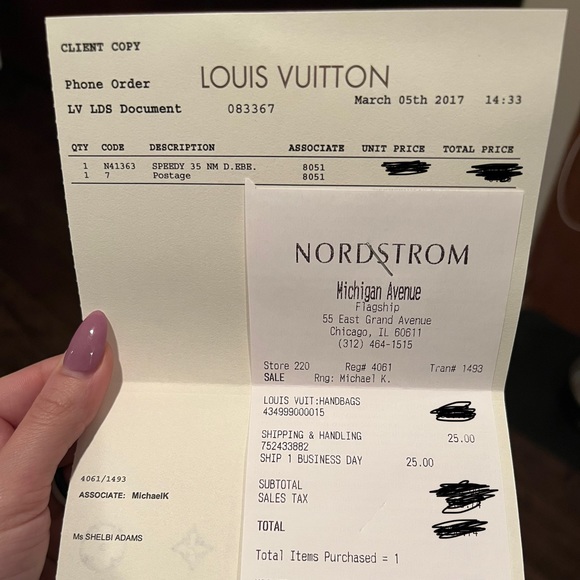 CLIENT COPY
Phone Order
LOUIS VUITTON
LV LDS Document 083367 March 05th 2017 14:33
QTY CODE DESCRIPTION ASSOCIATE UNIT PRICE TOTAL PRICE
1 N41363 SPEEDY 35 NM D.EBE. 8051
1 7 Postage 8051
NORDSTROM
Michigan Avenue
Flagship
55 East Grand Avenue
Chicago, IL 60611
(312) 464-1515
Store 220 Reg# 4061 Tran# 1493
SALE Rng: Michael K.
LOUIS VUIT:HANDBAGS
434999000015
SHIPPING & HANDLING 25.00
752433882
SHIP 1 BUSINESS DAY 25.00
SUBTOTAL
SALES TAX
TOTAL
Total Items Purchased = 1
4061/1493
ASSOCIATE: MichaelK
Ms SHELBI ADAMS